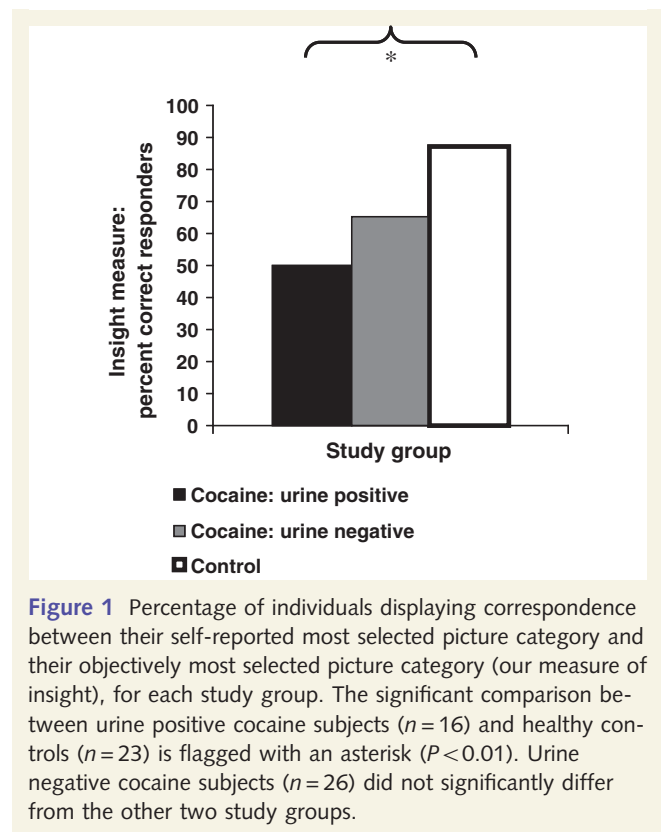 *
100
90
80
70
60
50
40
30
20
10
0
Insight measure:
percent correct responders
Study group
Cocaine: urine positive
Cocaine: urine negative
Control
Figure 1 Percentage of individuals displaying correspondence
between their self-reported most selected picture category and
their objectively most selected picture category (our measure of
insight), for each study group. The significant comparison be-
tween urine positive cocaine subjects (n = 16) and healthy con-
trols (n = 23) is flagged with an asterisk (P < 0.01). Urine
negative cocaine subjects (n = 26) did not significantly differ
from the other two study groups.